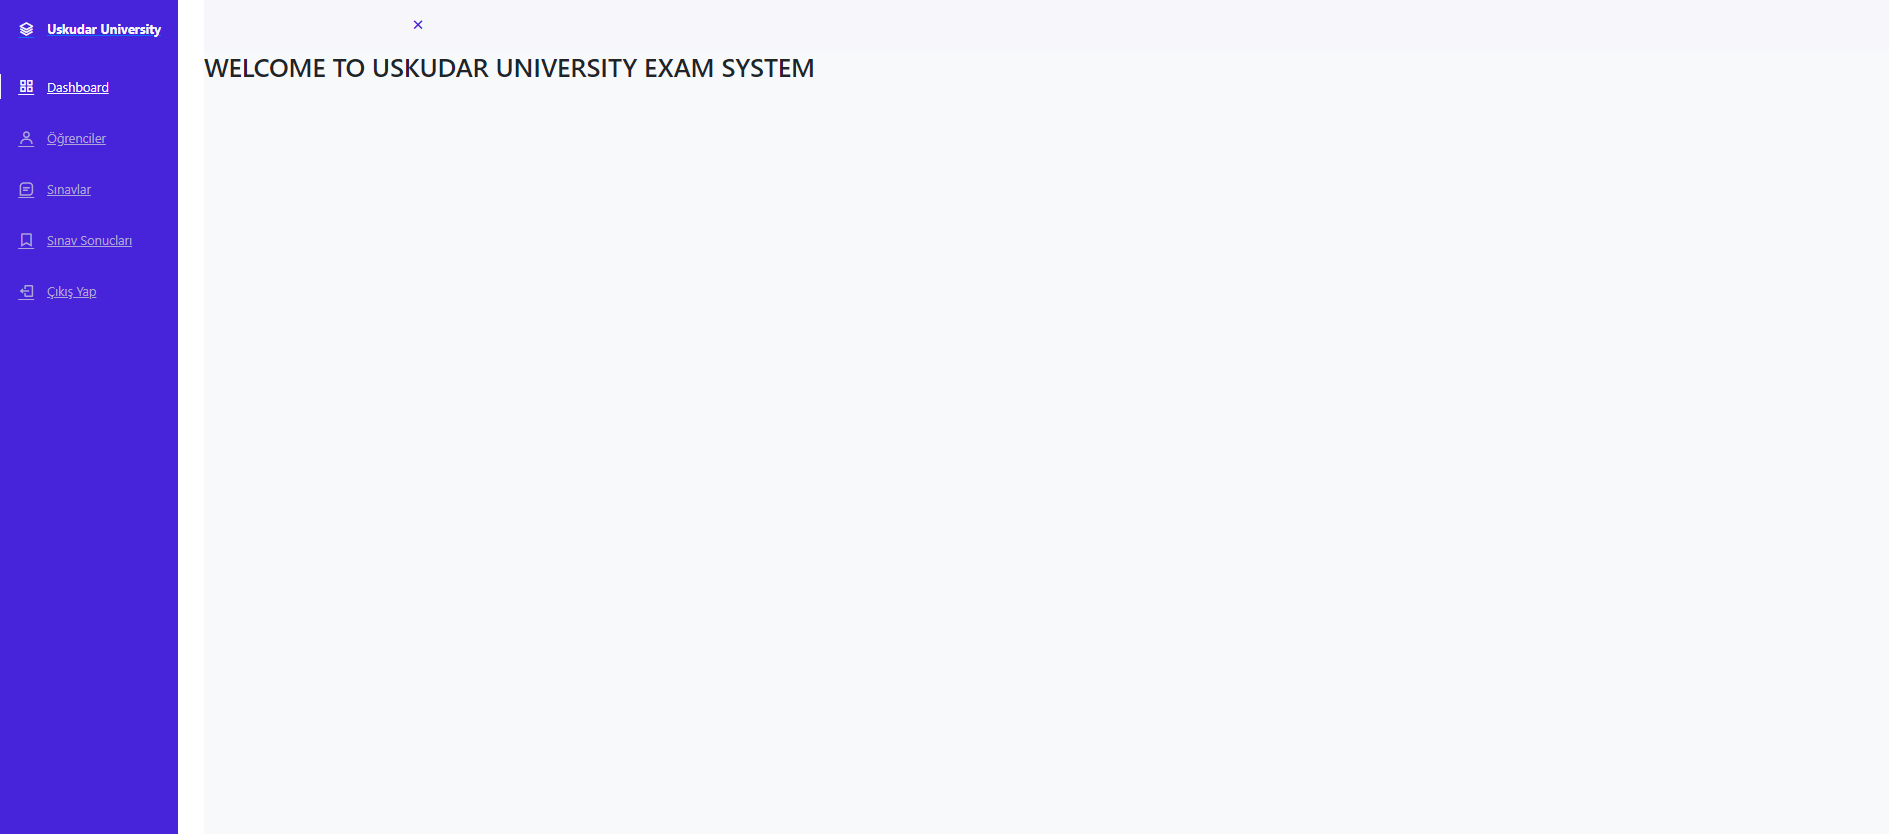 Uskudar University
Dashboard
Öğrenciler
Sınavlar
Sınav Sonucları
Çıkış Yap
WELCOME TO USKUDAR UNIVERSITY EXAM SYSTEM